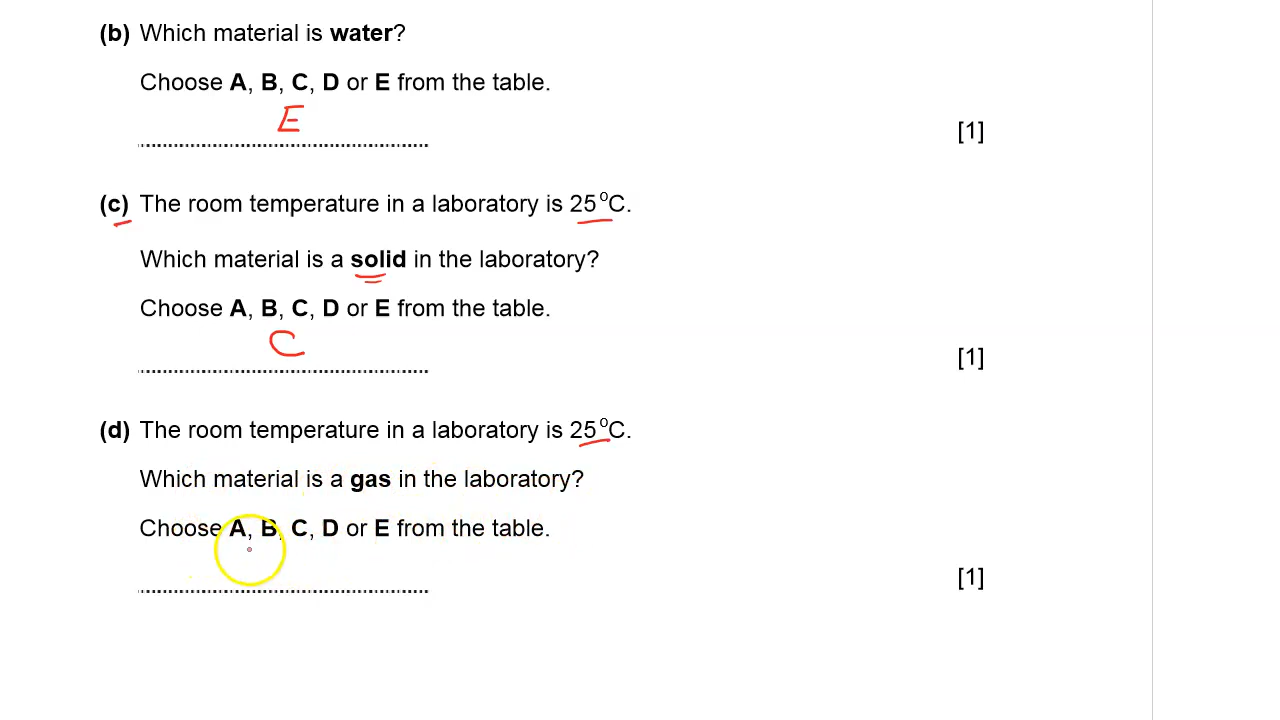 (b) Which material is water?
Choose A, B, C, D or E from the table.
E
[1]
(c) The room temperature in a laboratory is 25 °C.
Which material is a solid in the laboratory?
Choose A, B, C, D or E from the table.
C
[1]
(d) The room temperature in a laboratory is 25 °C.
Which material is a gas in the laboratory?
Choose A, B, C, D or E from the table.
[1]